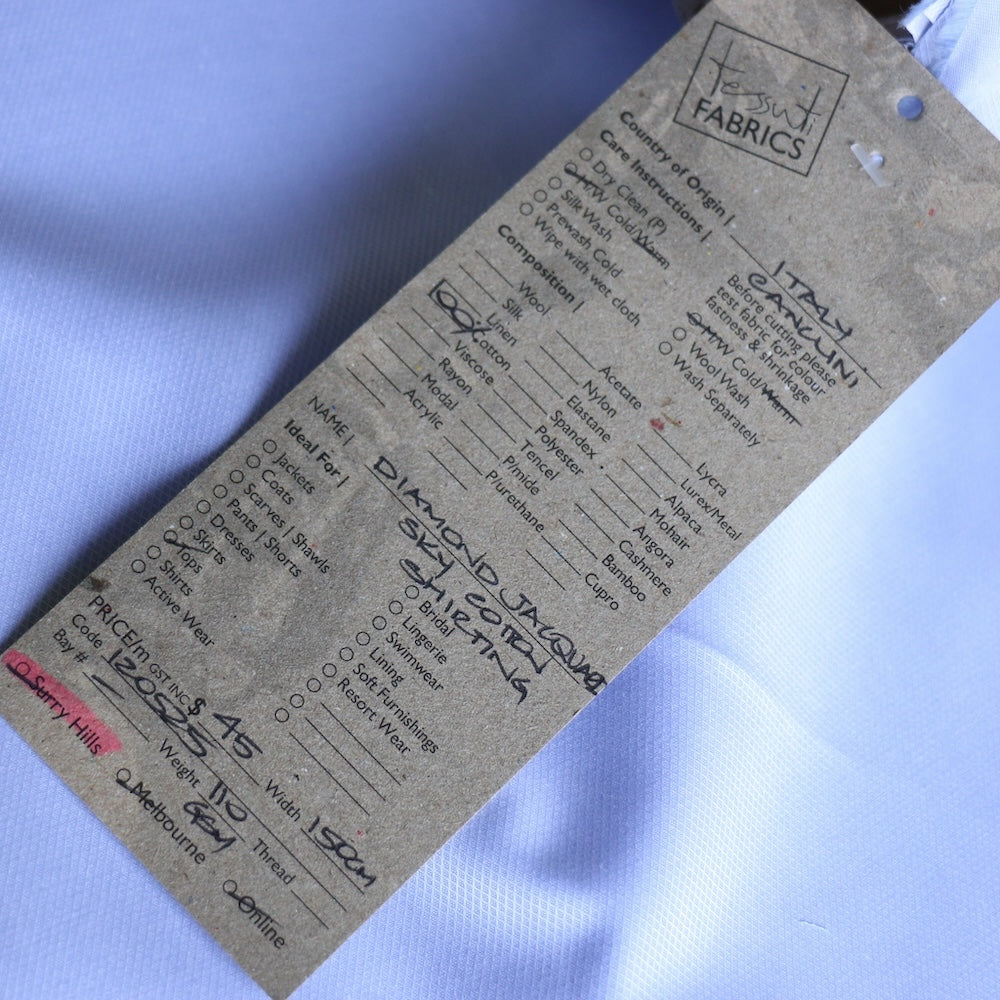 Tessuti
FABRICS
Country of Origin | ITALY
CANCLINI
Care Instructions |
Dry Clean (P)
H/M/W Cold/Warm
Silk Wash
Prewash Cold
Wipe with wet cloth
Before cutting please
test fabric for colour
fastness & shrinkage
H/M/W Cold/Warm
Wool Wash
Wash Separately
Composition |
Wool
Silk
Linen
100% Cotton
Viscose
Rayon
Modal
Acrylic
Acetate
Nylon
Elastane
Spandex
Polyester
Tencel
P/mide
P/urethane
Lycra
Lurex/Metal
Alpaca
Mohair
Angora
Cashmere
Bamboo
Cupro
NAME | DIAMOND JACQUARD
SKY COTTON
SHIRTING
Ideal For |
Jackets
Coats
Scarves | Shawls
Pants | Shorts
Dresses
Skirts
Tops
Shirts
Active Wear
Bridal
Lingerie
Swimwear
Lining
Soft Furnishings
Resort Wear
PRICE/m GST INC $ 45
Width 150cm
Code 120525
Weight 110
GSM
Thread
Bay # –
Surry Hills
Melbourne
Online